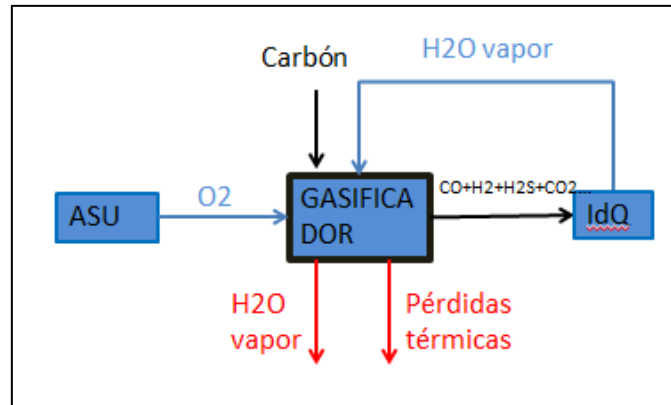 Carbón
H2O vapor
ASU
O2
GASIFICA
DOR
CO+H2+H2S+CO2...
IdQ
H2O
vapor
Pérdidas
térmicas